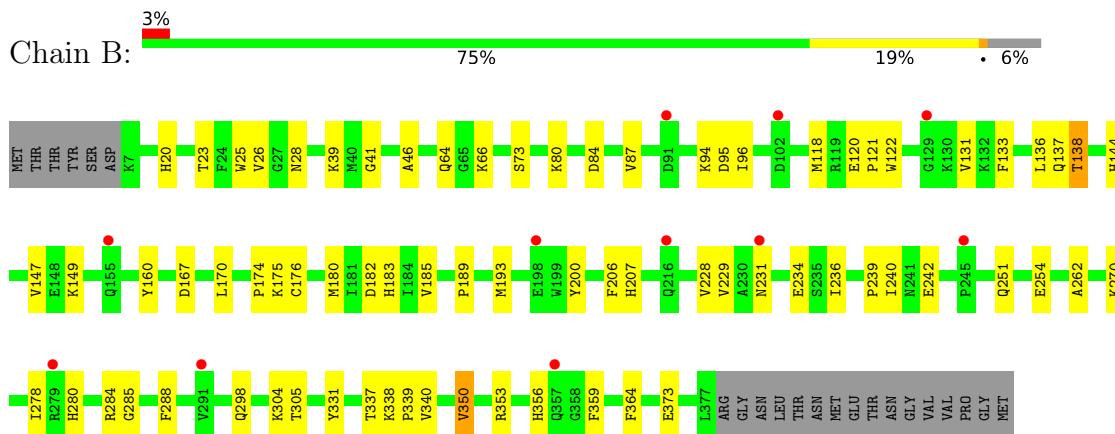 3%
Chain B:
75% 19% • 6%
MET THR THR TYR SER ASP K7 H20 T23 F24 W25 V26 G27 N28 K39 M40 G41 A46 Q64 G65 K66 S73 K80 D84 V87 D91 K94 D95 I96 D102 M118 R119 E120 P121 W122 G129 K130 V131 K132 F133 L136 Q137 T138 H144
V147 E148 K149 Q155 Y160 D167 L170 P174 K175 C176 M180 I181 D182 H183 I184 V185 P189 M193 E198 W199 Y200 F206 H207 Q216 V228 V229 A230 N231 E234 S235 I236 P239 I240 N241 E242 P245 Q251 E254 A262 K270
I278 R279 H280 R284 G285 F288 V291 Q298 K304 T305 Y331 T337 K338 P339 V340 V350 R353 H356 Q357 G358 F359 F364 E373 L377 ARG GLY ASN LEU THR ASN MET GLU THR ASN GLY VAL VAL PRO GLY MET